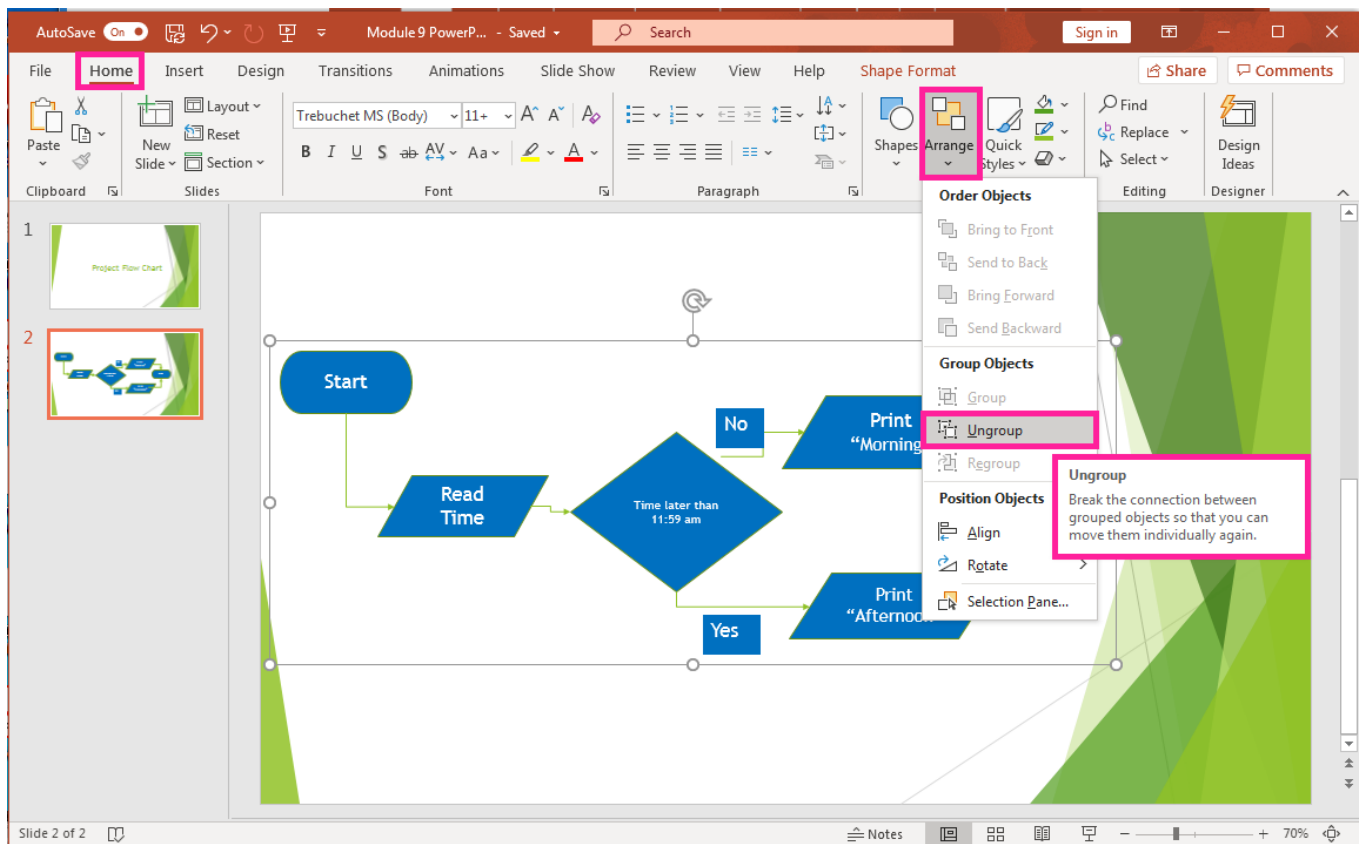 AutoSave On Module 9 PowerP... - Saved Search Sign in
File Home Insert Design Transitions Animations Slide Show Review View Help Shape Format Share Comments
Paste
New Slide
Layout
Reset
Section
Trebuchet MS (Body) 11+ A A A
B I U S ab AV Aa A
Shapes
Arrange
Quick Styles
Find
Replace
Select
Design Ideas
Clipboard Slides Font Paragraph Editing Designer
Order Objects
Bring to Front
Send to Back
Bring Forward
Send Backward
Group Objects
Group
Ungroup
Regroup
Position Objects
Align
Rotate
Selection Pane...
Ungroup
Break the connection between
grouped objects so that you can
move them individually again.
1
Project Flow Chart
2
Start
Read
Time
Time later than
11:59 am
No
Print
“Morning
Yes
Print
“Afternoon
Slide 2 of 2 Notes 70%